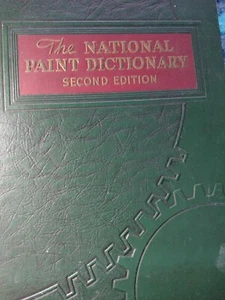 The NATIONAL
PAINT DICTIONARY
SECOND EDITION